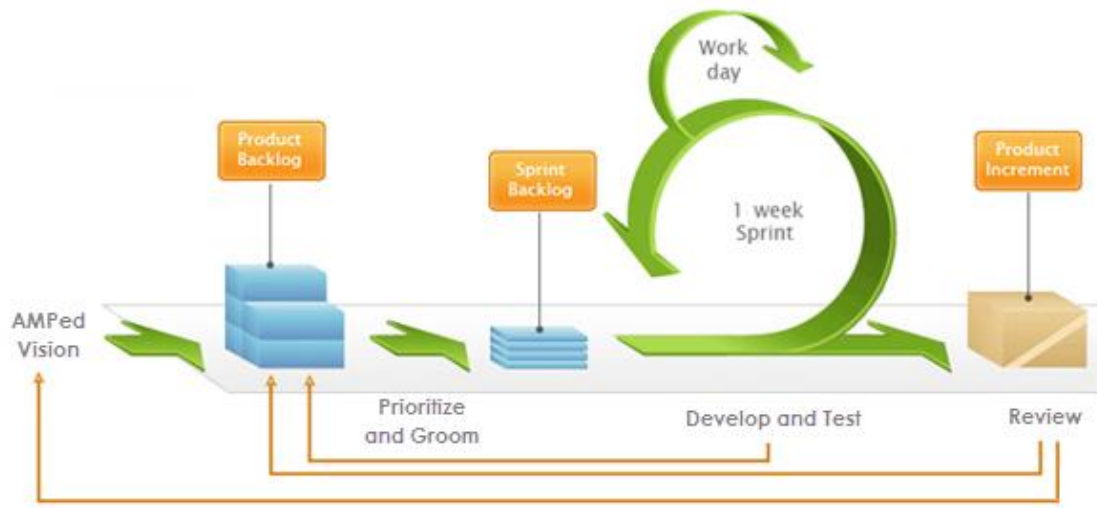 Work
day
Product
Backlog
Sprint
Backlog
Product
Increment
1 week
Sprint
AMPed
Vision
Prioritize
and Groom
Develop and Test
Review